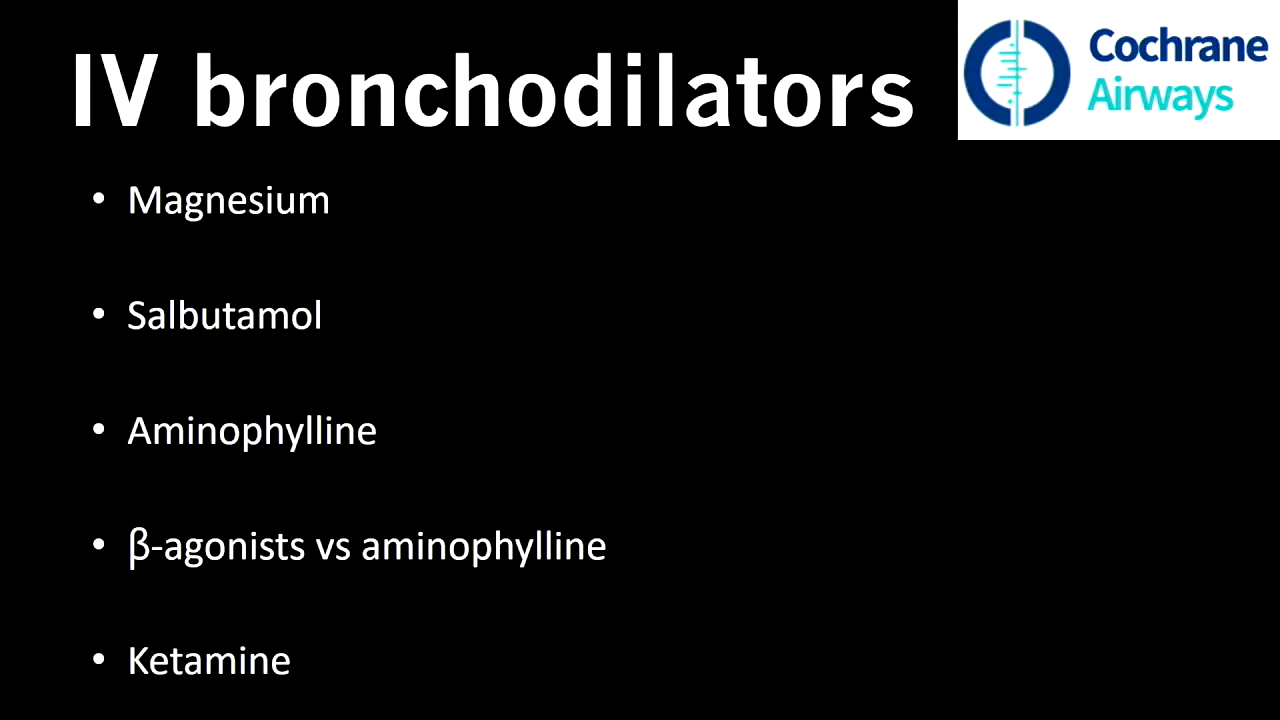 IV bronchodilators
Cochrane
Airways
• Magnesium
• Salbutamol
• Aminophylline
• β-agonists vs aminophylline
• Ketamine